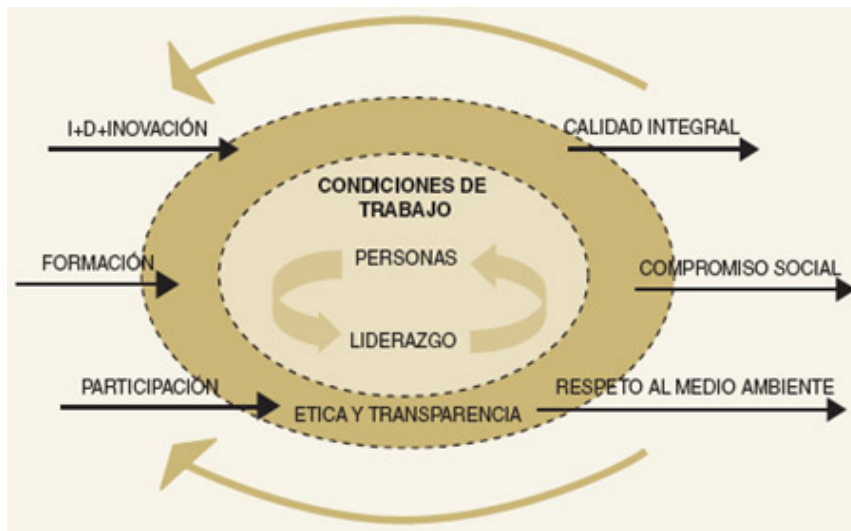 I+D+INOVACIÓN
CALIDAD INTEGRAL
CONDICIONES DE
TRABAJO
FORMACIÓN
PERSONAS
COMPROMISO SOCIAL
LIDERAZGO
PARTICIPACIÓN
ETICA Y TRANSPARENCIA
RESPETO AL MEDIO AMBIENTE